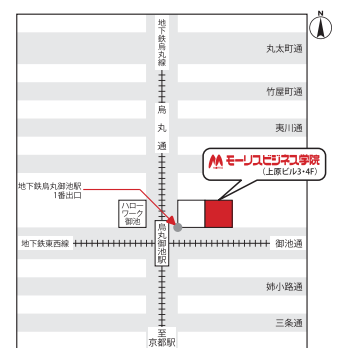 N
地下鉄烏丸線
丸太町通
竹屋町通
烏丸通
夷川通
モーリスビジネス学院
(上原ビル3・4F)
地下鉄烏丸御池駅
1番出口
ハロー
ワーク
御池
烏丸御池駅
地下鉄東西線
御池通
姉小路通
三条通
至
京都駅